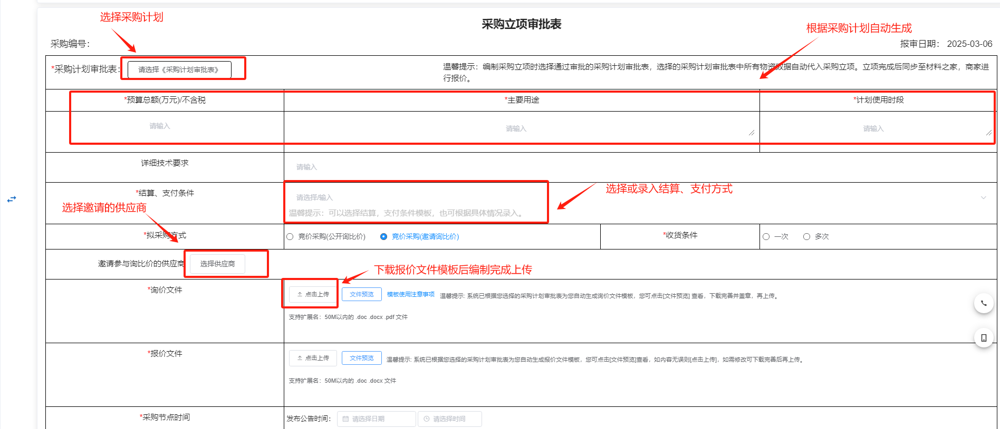 选择采购计划
采购立项审批表
根据采购计划自动生成
采购编号：
报审日期： 2025-03-06
*采购计划审批表： 请选择《采购计划审批表》
温馨提示：编制采购立项时选择通过审批的采购计划审批表，选择的采购计划审批表中所有物资数据自动代入采购立项。立项完成后同步至材料之家，商家进
行报价。
*预算总额(万元)/不含税 *主要用途 *计划使用时段
请输入 请输入 请输入
详细技术要求 请输入
*结算、支付条件 请选择/输入
选择或录入结算、支付方式
选择邀请的供应商
温馨提示：可以选择结算，支付条件模板，也可根据具体情况录入。
*拟采购方式 竞价采购(公开询比价) 竞价采购(邀请询比价) *收货条件 一次 多次
邀请参与询比价的供应商 选择供应商
下载报价文件模板后编制完成上传
*询价文件 点击上传 文件预览 模板使用注意事项 温馨提示: 系统已根据您选择的采购计划审批表为您自动生成询价文件模板，您可点击[文件预览] 查看，下载完善并盖章，再上传。
支持扩展名：50M以内的 .doc .docx .pdf 文件
*报价文件 点击上传 文件预览 温馨提示: 系统已根据您选择的采购计划审批表为您自动生成报价文件模板，您可点击[文件预览]查看，如内容无误则[点击上传]，如需修改可下载完善后再上传。
支持扩展名：50M以内的 .doc .docx 文件
*采购节点时间 发布公告时间： 请选择日期 请选择时间